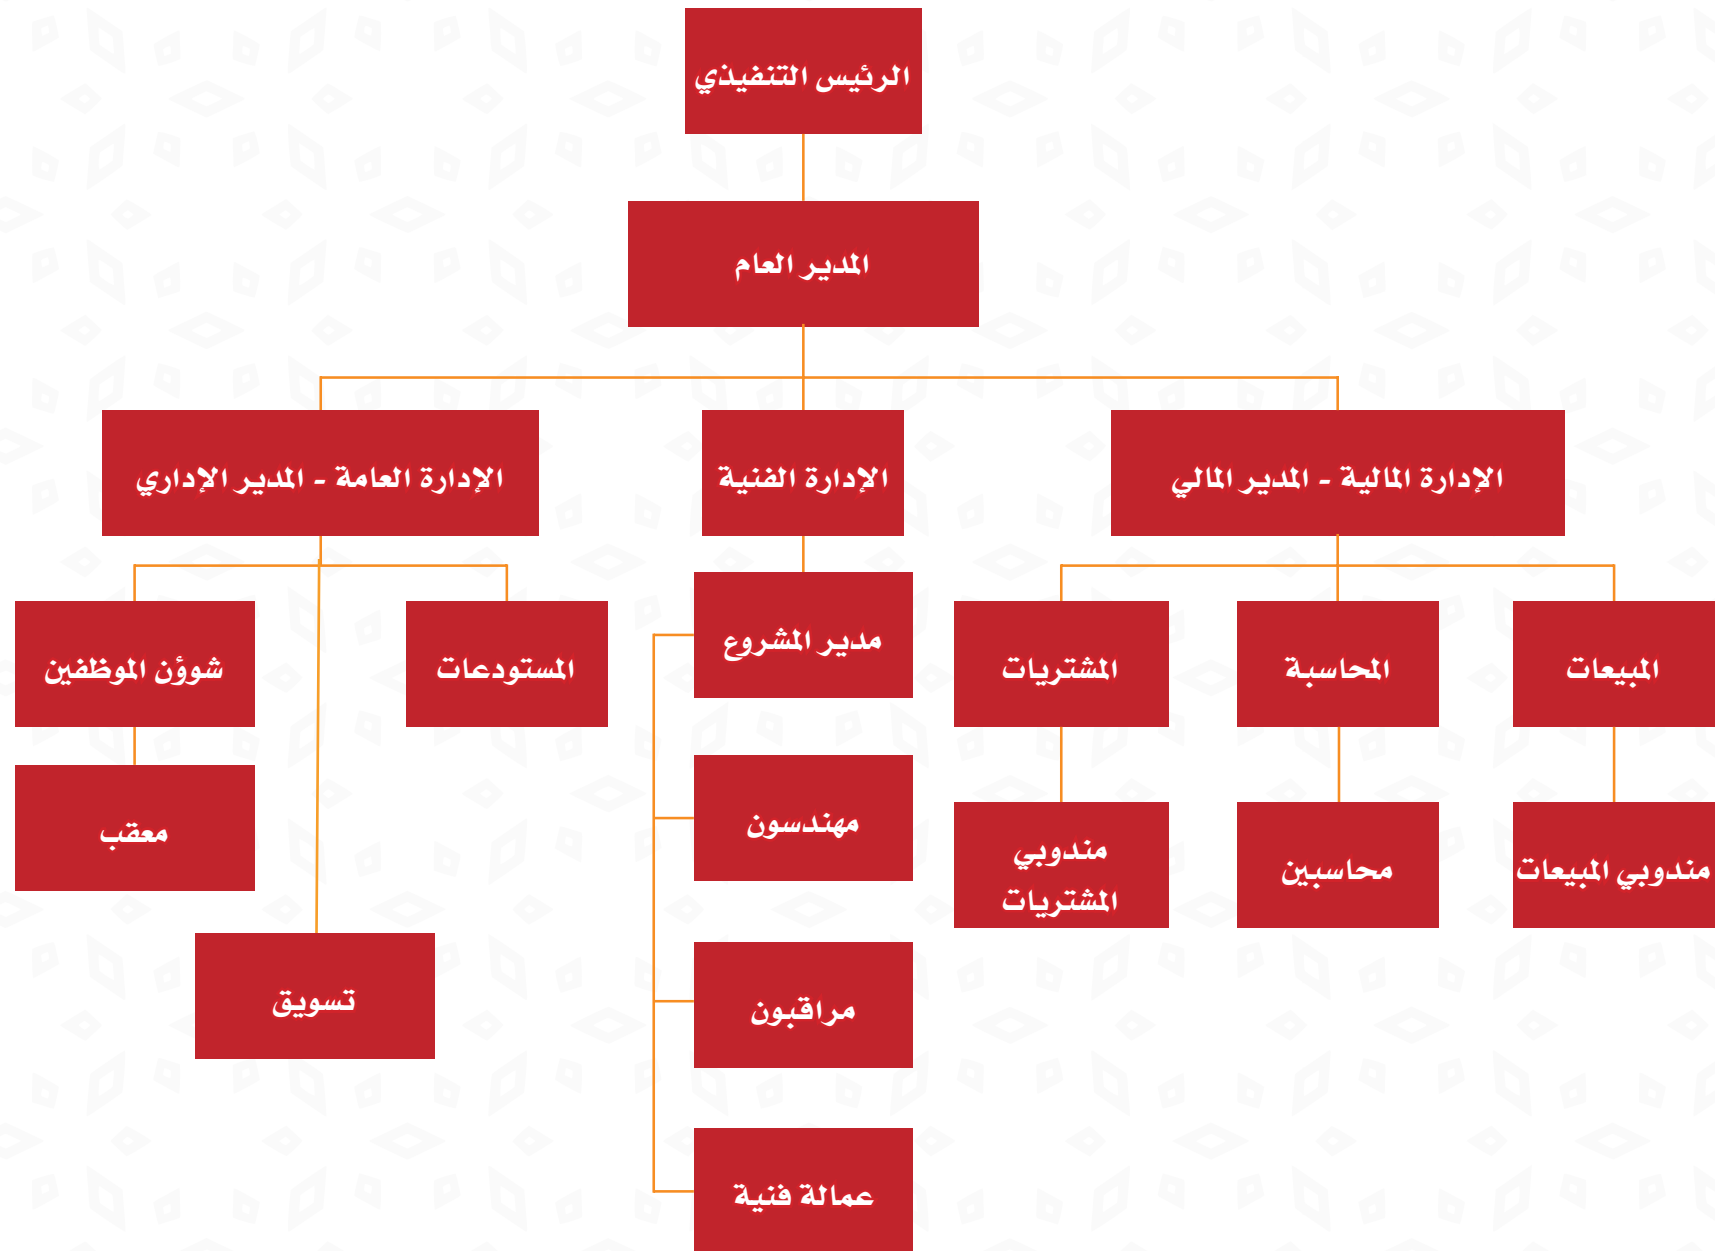 الرئيس التنفيذي
المدير العام
الإدارة المالية - المدير المالي
الإدارة الفنية
الإدارة العامة - المدير الإداري
المبيعات
المحاسبة
المشتريات
مدير المشروع
المستودعات
شوؤن الموظفين
مندوبي المبيعات
محاسبين
مندوبي
المشتريات
مهندسون
معقب
مراقبون
تسويق
عمالة فنية